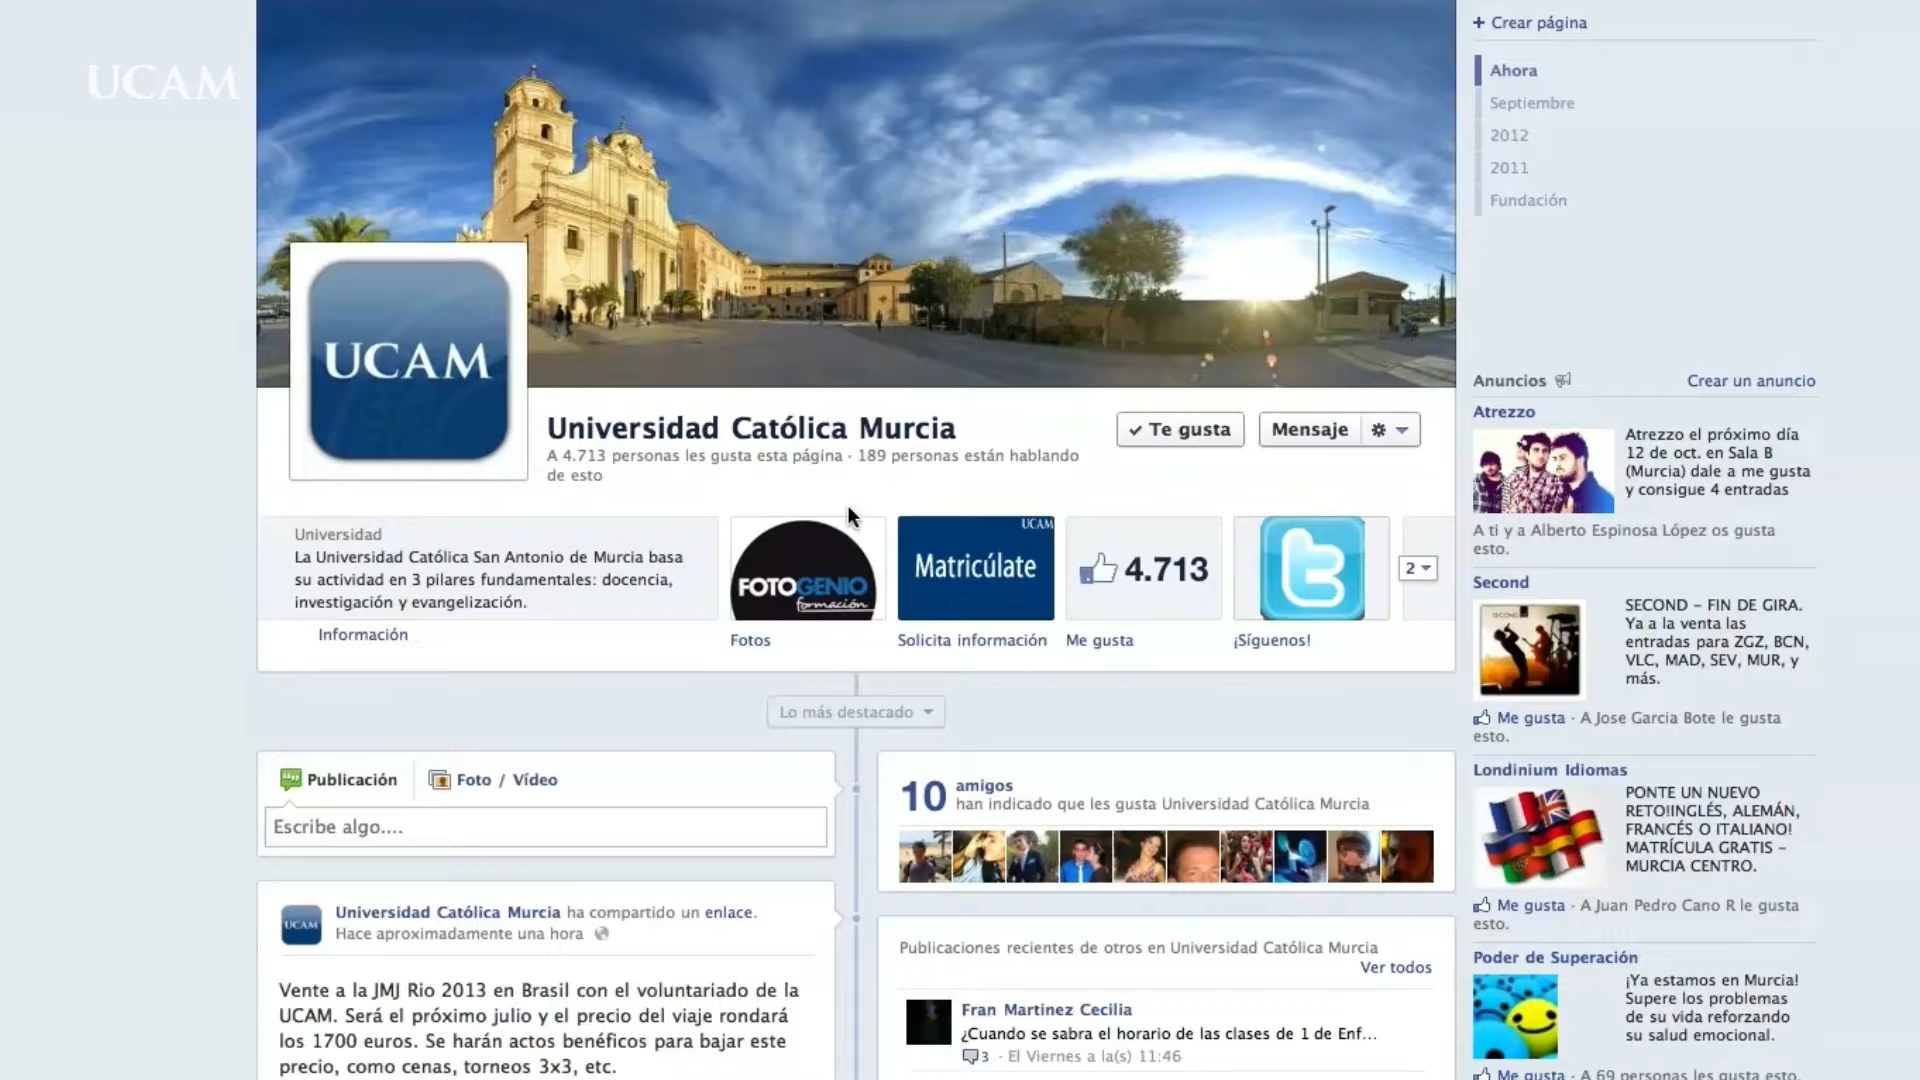 UCAM
UCAM
Universidad Católica Murcia
A 4.713 personas les gusta esta página · 189 personas están hablando
de esto
✓ Te gusta
Mensaje
Universidad
La Universidad Católica San Antonio de Murcia basa
su actividad en 3 pilares fundamentales: docencia,
investigación y evangelización.
Información
FOTOGENIO
formación
Fotos
UCAM
Matricúlate
Solicita información
4.713
Me gusta
¡Síguenos!
2
Lo más destacado
Publicación
Foto / Vídeo
Escribe algo....
UCAM
Universidad Católica Murcia ha compartido un enlace.
Hace aproximadamente una hora
Vente a la JMJ Rio 2013 en Brasil con el voluntariado de la
UCAM. Será el próximo julio y el precio del viaje rondará
los 1700 euros. Se harán actos benéficos para bajar este
precio, como cenas, torneos 3x3, etc.
10 amigos
han indicado que les gusta Universidad Católica Murcia
Publicaciones recientes de otros en Universidad Católica Murcia
Ver todos
Fran Martinez Cecilia
¿Cuando se sabra el horario de las clases de 1 de Enf...
3 · El Viernes a la(s) 11:46
+ Crear página
Ahora
Septiembre
2012
2011
Fundación
Anuncios
Crear un anuncio
Atrezzo
Atrezzo el próximo día
12 de oct. en Sala B
(Murcia) dale a me gusta
y consigue 4 entradas
A ti y a Alberto Espinosa López os gusta
esto.
Second
SECOND – FIN DE GIRA.
Ya a la venta las
entradas para ZGZ, BCN,
VLC, MAD, SEV, MUR, y
más.
Me gusta · A Jose Garcia Bote le gusta
esto.
Londinium Idiomas
PONTE UN NUEVO
RETO!INGLÉS, ALEMÁN,
FRANCÉS O ITALIANO!
MATRÍCULA GRATIS –
MURCIA CENTRO.
Me gusta · A Juan Pedro Cano R le gusta
esto.
Poder de Superación
¡Ya estamos en Murcia!
Supere los problemas
de su vida reforzando
su salud emocional.
Me gusta · A 69 personas les gusta esto.